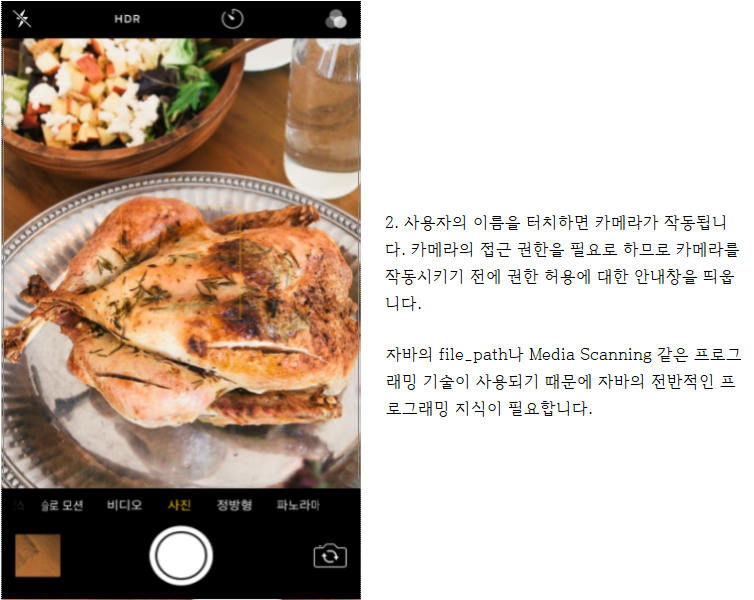 HDR
2. 사용자의 이름을 터치하면 카메라가 작동됩니
다. 카메라의 접근 권한을 필요로 하므로 카메라를
작동시키기 전에 권한 허용에 대한 안내창을 띄웁
니다.
자바의 file_path나 Media Scanning 같은 프로그
래밍 기술이 사용되기 때문에 자바의 전반적인 프
로그래밍 지식이 필요합니다.
슬로 모션 비디오 사진 정방형 파노라마